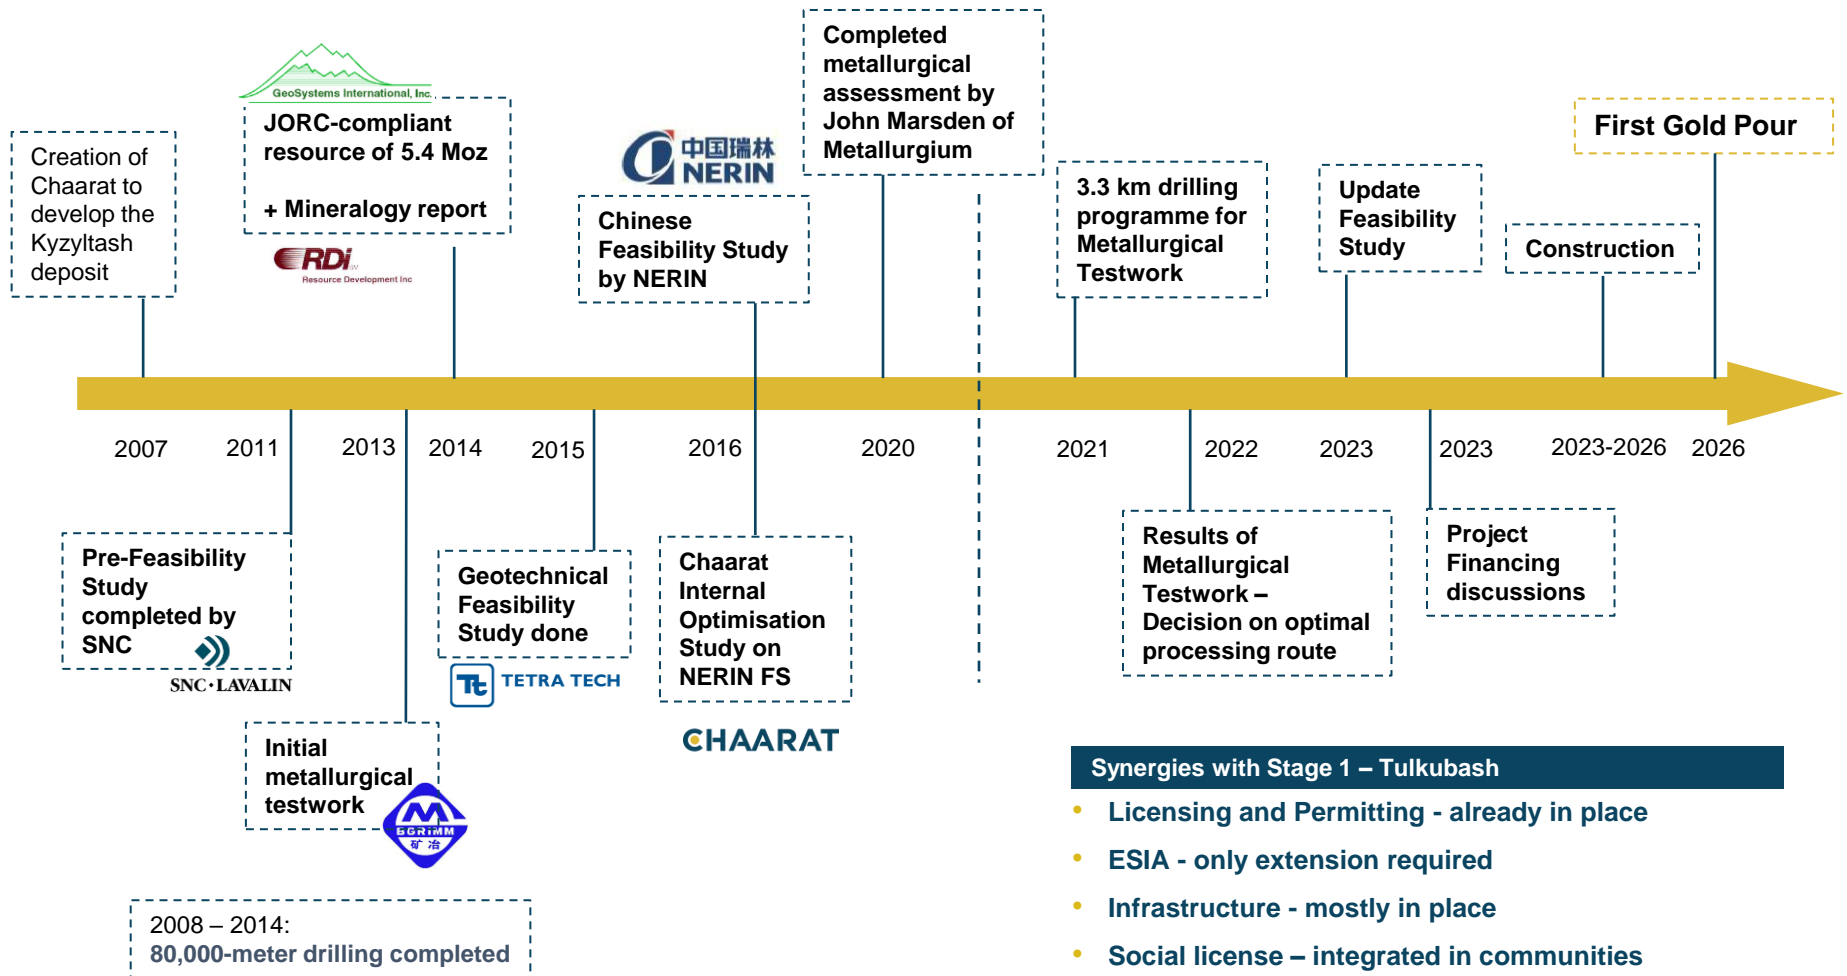 Creation of
Chaarat to
develop the
Kyzyltash
deposit
GeoSystems International, Inc.
JORC-compliant
resource of 5.4 Moz
+ Mineralogy report
RDi
Resource Development Inc
中国瑞林
NERIN
Chinese
Feasibility Study
by NERIN
Completed
metallurgical
assessment by
John Marsden of
Metallurgium
3.3 km drilling
programme for
Metallurgical
Testwork
Update
Feasibility
Study
Construction
First Gold Pour
2007
2011
2013
2014
2015
2016
2020
2021
2022
2023
2023
2023-2026
2026
Pre-Feasibility
Study
completed by
SNC
SNC·LAVALIN
Initial
metallurgical
testwork
BGRIMM
矿冶
Geotechnical
Feasibility
Study done
Tt TETRA TECH
Chaarat
Internal
Optimisation
Study on
NERIN FS
CHAARAT
Results of
Metallurgical
Testwork –
Decision on optimal
processing route
Project
Financing
discussions
2008 – 2014:
80,000-meter drilling completed
Synergies with Stage 1 – Tulkubash
• Licensing and Permitting - already in place
• ESIA - only extension required
• Infrastructure - mostly in place
• Social license – integrated in communities